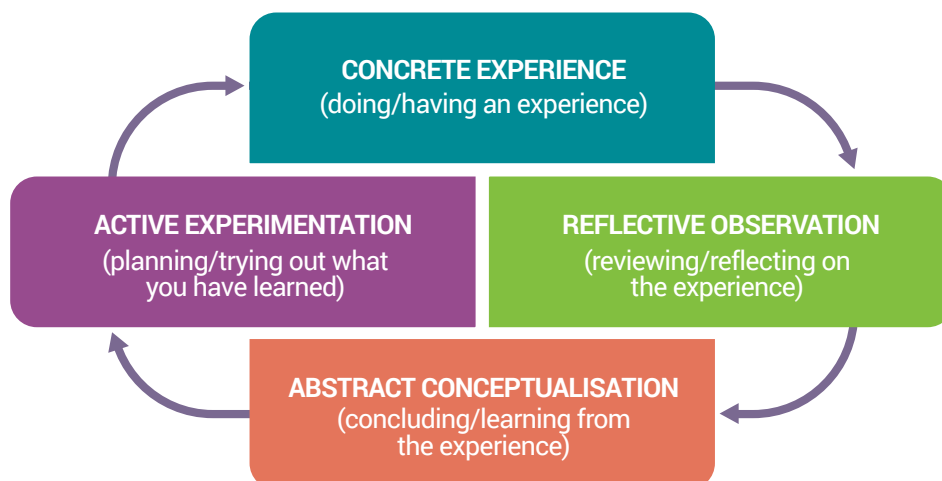 CONCRETE EXPERIENCE
(doing/having an experience)
ACTIVE EXPERIMENTATION
(planning/trying out what
you have learned)
REFLECTIVE OBSERVATION
(reviewing/reflecting on
the experience)
ABSTRACT CONCEPTUALISATION
(concluding/learning from
the experience)